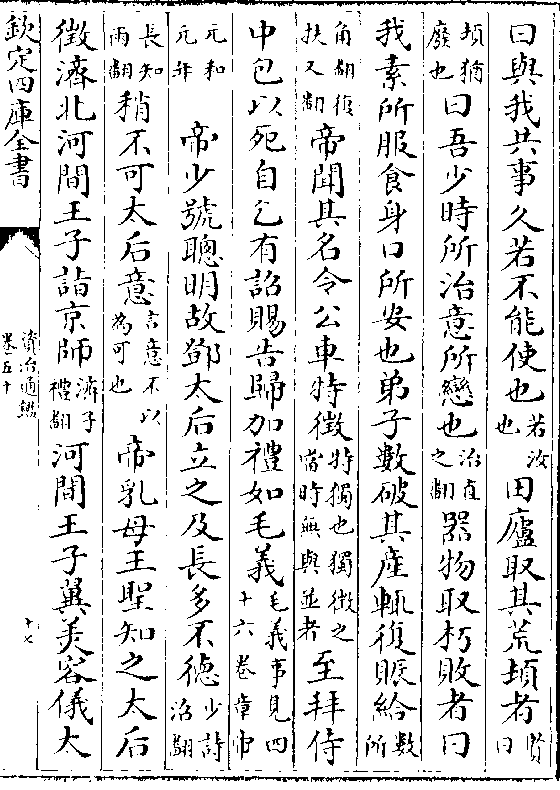 曰與我共事久若不能使也若汝也田廬取其荒頓者賢曰
頓猶廢也曰吾少時所治意所戀也治直之翻器物取朽敗者曰
我素所服食身口所安也弟子數破其產輒復賑給數所
角翻復扶又翻帝聞其名令公車特徵特獨也獨徵之當時無與並者至拜侍
中包以死自乞有詔賜告歸加禮如毛義毛義事見四十六卷章帝
元和元年帝少號聰明故鄧太后立之及長多不德少詩沼翻
長知兩翻稍不可太后意言意不以為可也帝乳母王聖知之太后
徵濟北河間王子詣京師濟子禮翻河間王子翼美容儀太
欽定四庫全書
資治通鑑
卷五十
十七